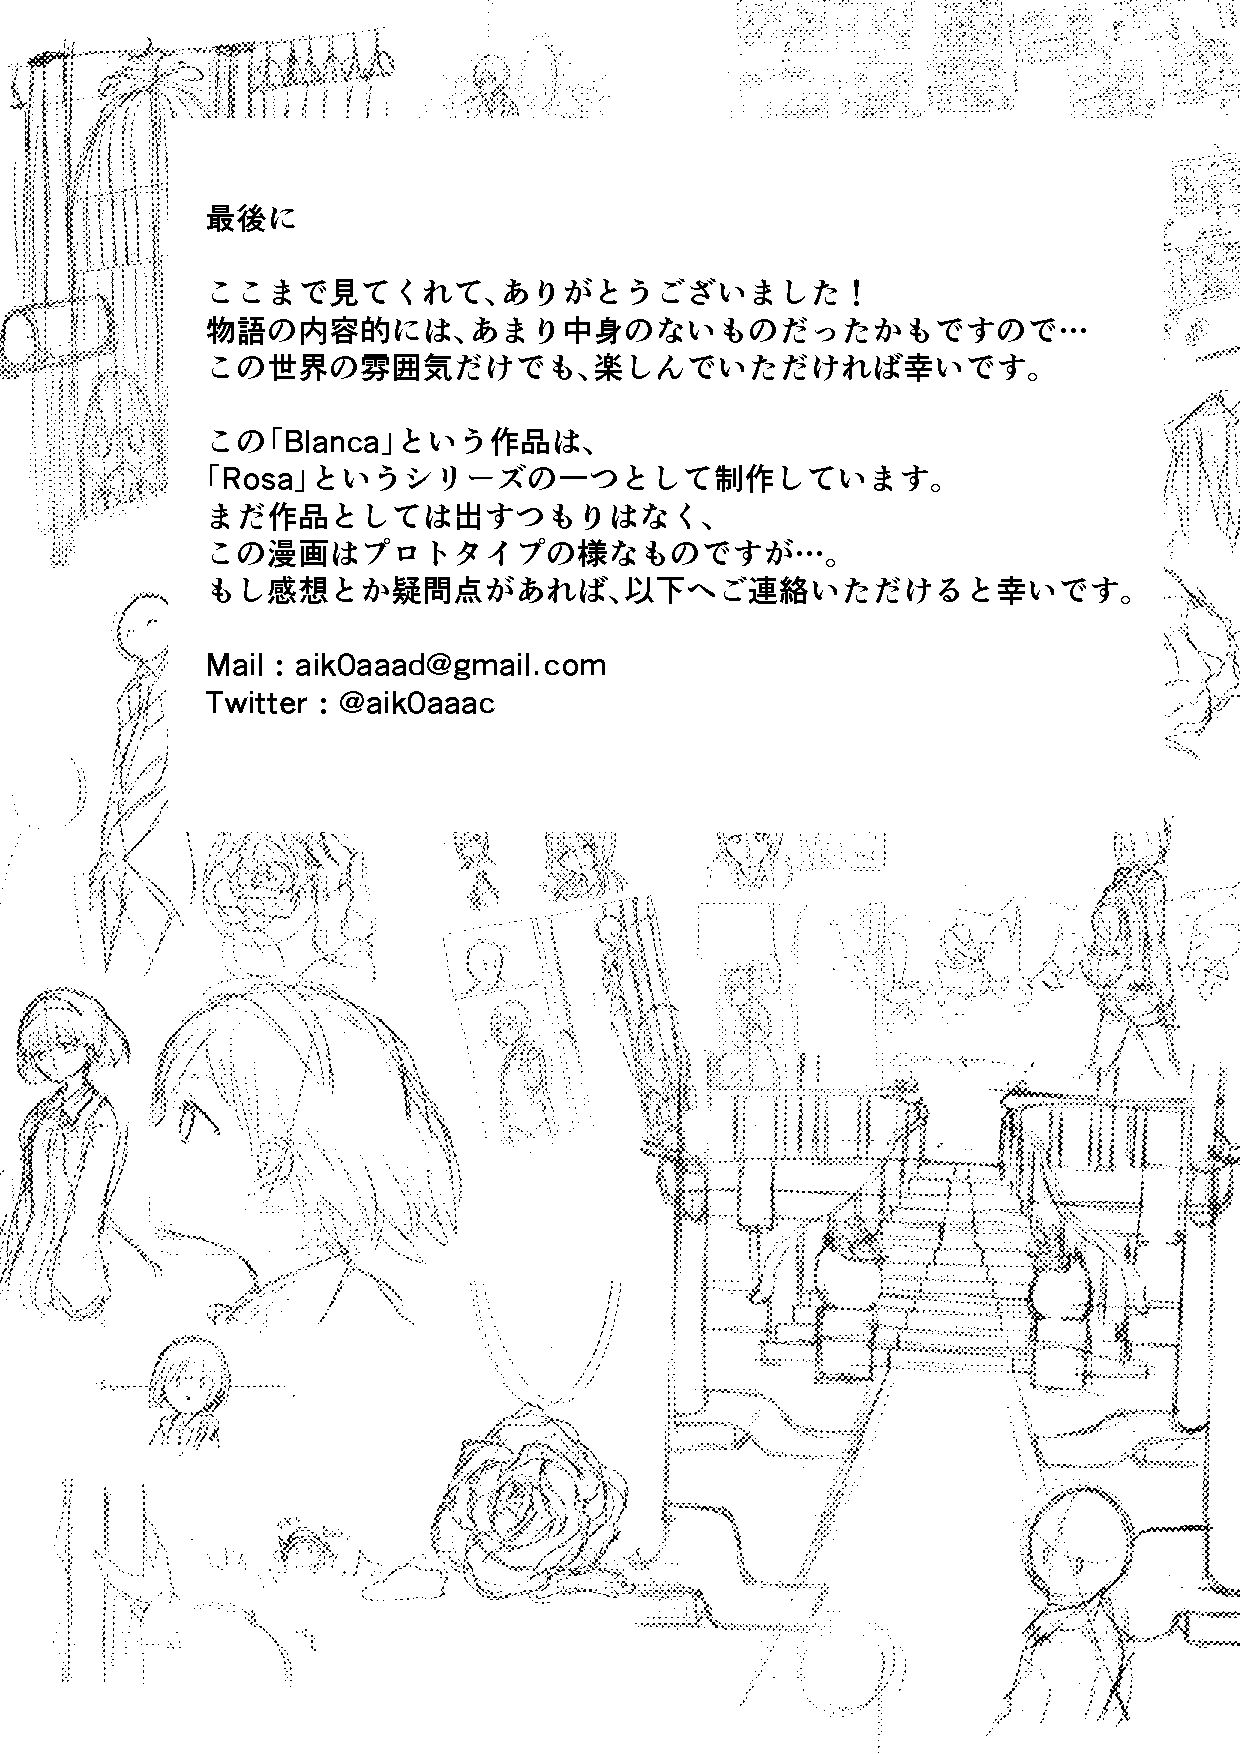 最後に
ここまで見てくれて、ありがとうございました！
物語の内容的には、あまり中身のないものだったかもですので…
この世界の雰囲気だけでも、楽しんでいただければ幸いです。
この「Blanca」という作品は、
「Rosa」というシリーズの一つとして制作しています。
まだ作品としては出すつもりはなく、
この漫画はプロトタイプの様なものですが…。
もし感想とか疑問点があれば、以下へご連絡いただけると幸いです。
Mail : aik0aaad@gmail.com
Twitter : @aik0aaac